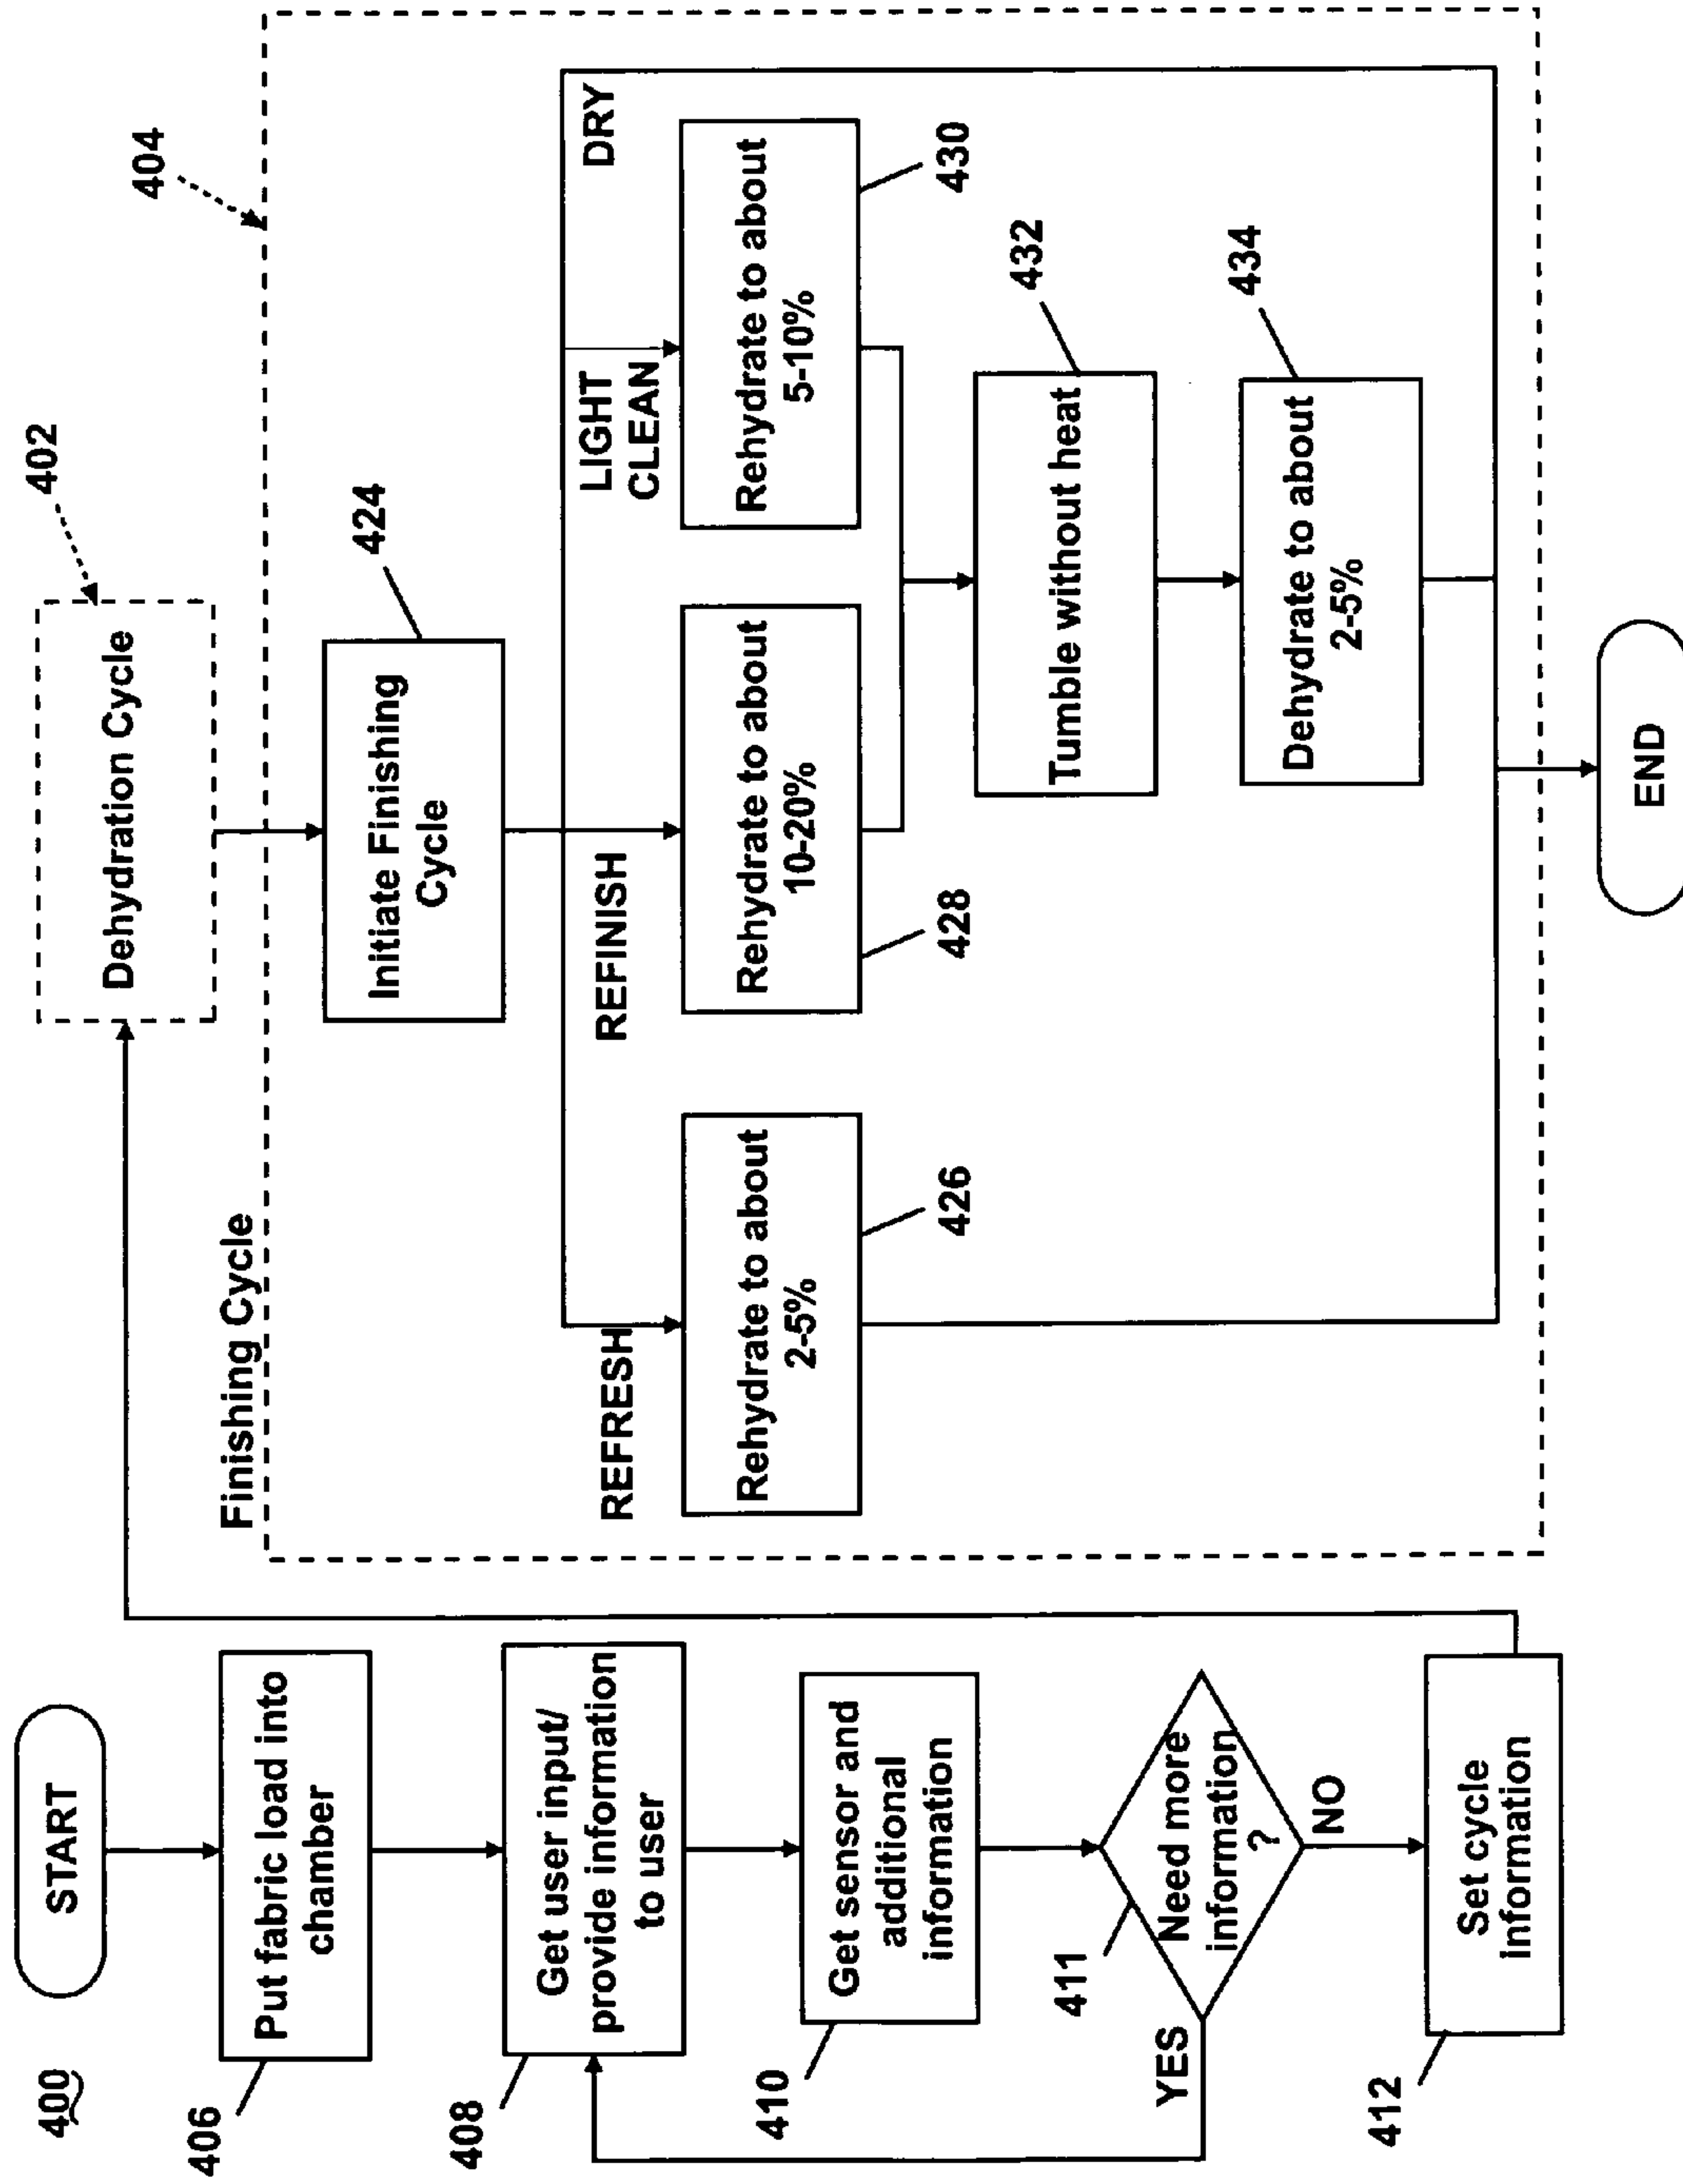 400
START
406
Put fabric load into
chamber
408
Get user input/
provide information
to user
410
Get sensor and
additional
information
411
Need more
information
?
YES
NO
412
Set cycle
information
402
Dehydration Cycle
Finishing Cycle
404
424
Initiate Finishing
Cycle
REFRESH
REFINISH
LIGHT
CLEAN
DRY
Rehydrate to about
2-5%
426
Rehydrate to about
10-20%
428
Rehydrate to about
5-10%
430
Tumble without heat
432
Dehydrate to about
2-5%
434
END